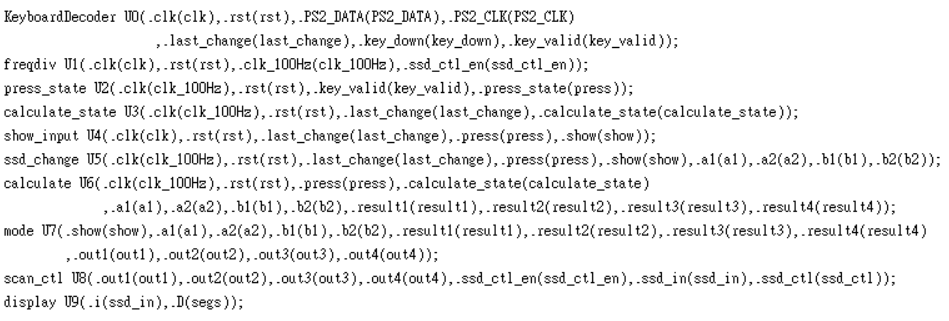 KeyboardDecoder U0(.clk(clk),.rst(rst),.PS2_DATA(PS2_DATA),.PS2_CLK(PS2_CLK)
,.last_change(last_change),.key_down(key_down),.key_valid(key_valid));
freqdiv U1(.clk(clk),.rst(rst),.clk_100Hz(clk_100Hz),.ssd_ctl_en(ssd_ctl_en));
press_state U2(.clk(clk_100Hz),.rst(rst),.key_valid(key_valid),.press_state(press));
calculate_state U3(.clk(clk_100Hz),.rst(rst),.last_change(last_change),.calculate_state(calculate_state));
show_input U4(.clk(clk),.rst(rst),.last_change(last_change),.press(press),.show(show));
ssd_change U5(.clk(clk_100Hz),.rst(rst),.last_change(last_change),.press(press),.show(show),.a1(a1),.a2(a2),.b1(b1),.b2(b2));
calculate U6(.clk(clk_100Hz),.rst(rst),.press(press),.calculate_state(calculate_state)
,.a1(a1),.a2(a2),.b1(b1),.b2(b2),.result1(result1),.result2(result2),.result3(result3),.result4(result4));
mode U7(.show(show),.a1(a1),.a2(a2),.b1(b1),.b2(b2),.result1(result1),.result2(result2),.result3(result3),.result4(result4)
,.out1(out1),.out2(out2),.out3(out3),.out4(out4));
scan_ctl U8(.out1(out1),.out2(out2),.out3(out3),.out4(out4),.ssd_ctl_en(ssd_ctl_en),.ssd_in(ssd_in),.ssd_ctl(ssd_ctl));
display U9(.i(ssd_in),.D(segs));